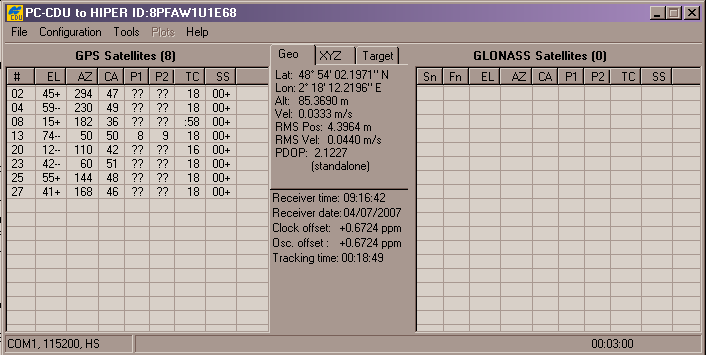 PC-CDU to HIPER ID:8PFAW1U1E68
File Configuration Tools Plots Help
GPS Satellites (8)
# EL AZ CA P1 P2 TC SS
02 45+ 294 47 ?? ?? 18 00+
04 59-- 230 49 ?? ?? 18 00+
08 15+ 182 36 ?? ?? :58 00+
13 74-- 50 50 8 9 18 00+
20 12-- 110 42 ?? ?? 16 00+
23 42-- 60 51 ?? ?? 18 00+
25 55+ 144 48 ?? ?? 18 00+
27 41+ 168 46 ?? ?? 18 00+
Geo XYZ Target
Lat: 48° 54' 02.1971'' N
Lon: 2° 18' 12.2196'' E
Alt: 85.3690 m
Vel: 0.0333 m/s
RMS Pos: 4.3964 m
RMS Vel: 0.0440 m/s
PDOP: 2.1227
(standalone)
Receiver time: 09:16:42
Receiver date: 04/07/2007
Clock offset: +0.6724 ppm
Osc. offset : +0.6724 ppm
Tracking time: 00:18:49
GLONASS Satellites (0)
Sn Fn EL AZ CA P1 P2 TC SS
COM1, 115200, HS
00:03:00